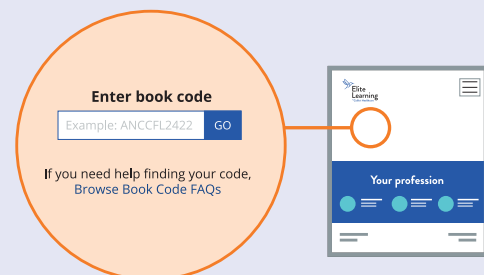 Enter book code
Example: ANCCFL2422 GO
If you need help finding your code,
Browse Book Code FAQs
Elite
Learning
Your profession